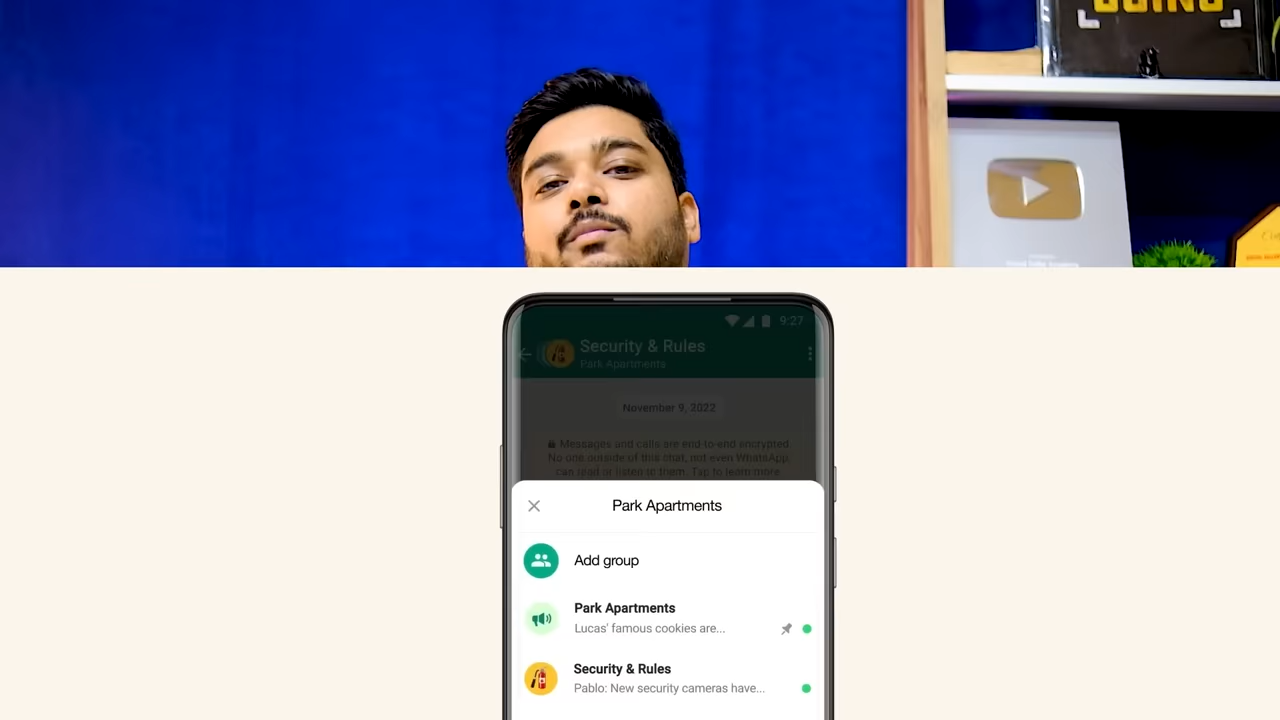 9:27
Security & Rules
Park Apartments
November 9, 2022
Messages and calls are end-to-end encrypted.
No one outside of this chat, not even WhatsApp,
can read or listen to them. Tap to learn more
Park Apartments
Add group
Park Apartments
Lucas' famous cookies are...
Security & Rules
Pablo: New security cameras have...